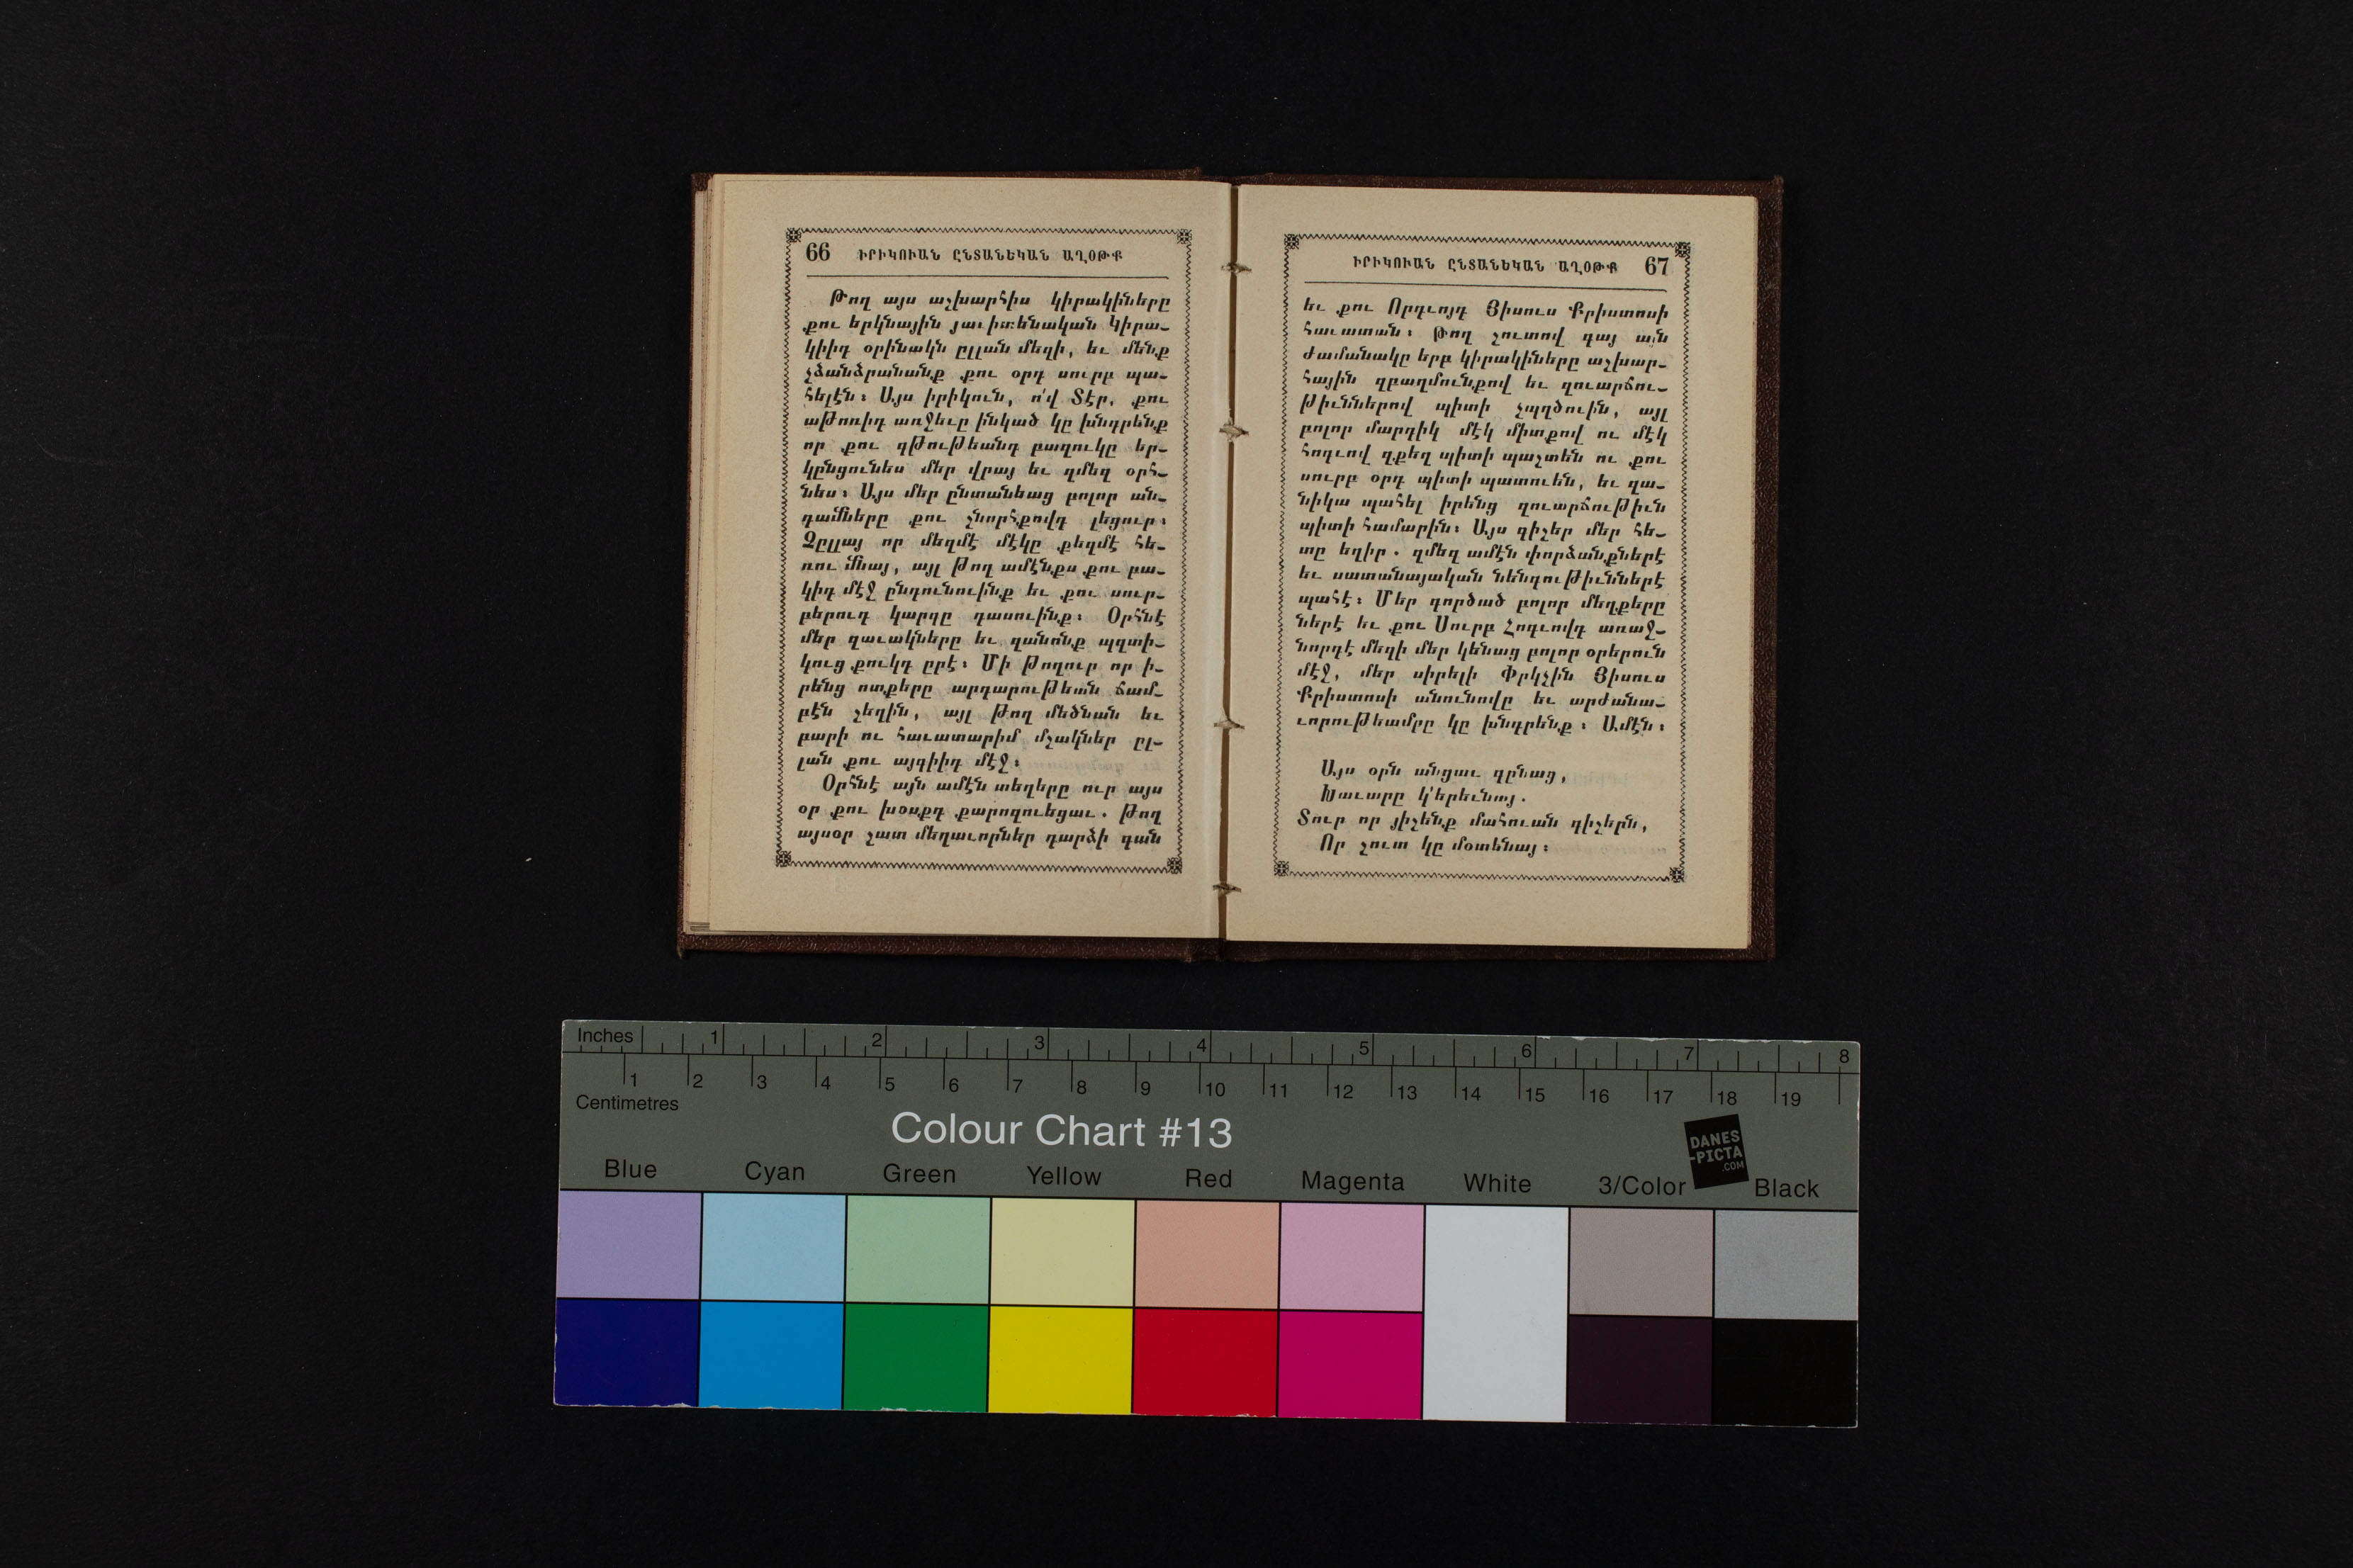 66 ԻՐԻԿՈՒԱՆ ԸՆՏԱՆԵԿԱՆ ԱՂՕԹՔ
Թող այս աշխարհիս կիրակիները
քու երկնային յաւիտենական Կիրա-
կիիդ օրինակն ըլլան մեզի, եւ մենք
չձանձրանանք քու օրդ սուրբ պա-
հելէն։ Այս իրիկուն, ո՛վ Տէր, քու
աթոռիդ առջեւը ինկած կը խնդրենք
որ քու գթութեանդ բազուկը եր-
կընցունես մեր վրայ եւ զմեզ օրհ-
նես։ Այս մեր ընտանեաց բոլոր ան-
դամները քու շնորհքովդ լեցուր։
Չըլլայ որ մեզմէ մէկը քեզմէ հե-
ռու մնայ, այլ թող ամէնքս քու բա-
կիդ մէջ ընդունուինք եւ քու սուր-
բերուդ կարգը դասուինք։ Օրհնէ
մեր զաւակները եւ զանոնք պզտի-
կուց քուկդ ըրէ։ Մի թողուր որ ի-
րենց ոտքերը արդարութեան ճամ-
բէն շեղին, այլ թող մեծնան եւ
բարի ու հաւատարիմ մշակներ ըլ-
լան քու այգիիդ մէջ։
Օրհնէ այն ամէն տեղերը ուր այս
օր քու խօսքդ քարոզուեցաւ. թող
այսօր շատ մեղաւորներ դարձի գան
ԻՐԻԿՈՒԱՆ ԸՆՏԱՆԵԿԱՆ ԱՂՕԹՔ 67
եւ քու Որդւոյդ Յիսուս Քրիստոսի
հաւատան։ Թող շուտով գայ այն
ժամանակը երբ կիրակիները աշխար-
հային զբաղմունքով եւ զուարճու-
թիւններով պիտի չպղծուին, այլ
բոլոր մարդիկ մէկ միտքով ու մէկ
հոգւով զքեզ պիտի պաշտեն ու քու
սուրբ օրդ պիտի պատուեն, եւ զա-
նիկա պահել իրենց զուարճութիւն
պիտի համարին։ Այս գիշեր մեր հե-
տը եղիր. զմեզ ամէն փորձանքներէ
եւ սատանայական նենգութիւններէ
պահէ։ Մեր գործած բոլոր մեղքերը
ներէ եւ քու Սուրբ Հոգւովդ առաջ-
նորդէ մեզի մեր կենաց բոլոր օրերուն
մէջ, մեր սիրելի Փրկչին Յիսուս
Քրիստոսի անունովը եւ արժանա-
ւորութեամբը կը խնդրենք։ Ամէն։
Այս օրն անցաւ գընաց,
Խաւարը կ'երեւնայ.
Տուր որ յիշենք մահուան գիշերն,
Որ շուտ կը մօտենայ։
Inches 1 2 3 4 5 6 7 8
1 2 3 4 5 6 7 8 9 10 11 12 13 14 15 16 17 18 19
Centimetres
Colour Chart #13
DANES
-PICTA
.COM
Blue Cyan Green Yellow Red Magenta White 3/Color Black